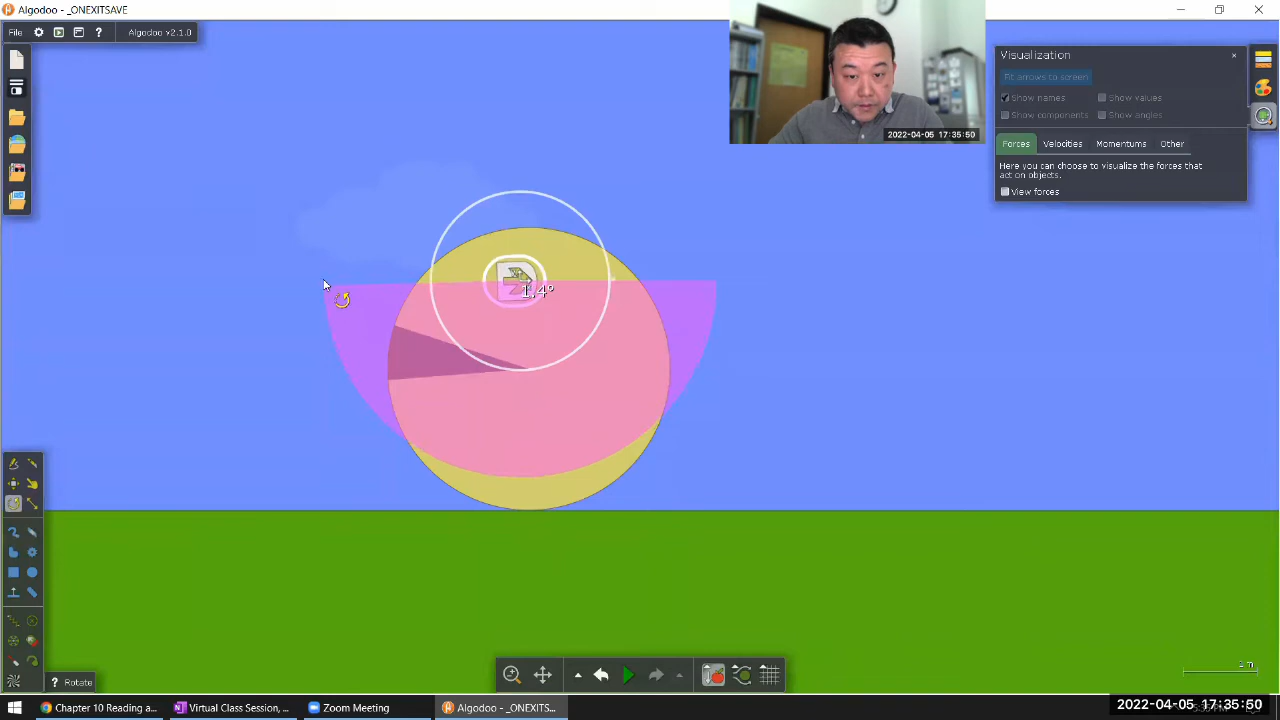 Algodoo - _ONEXITSAVE
File
?
Algodoo v2.1.0
2022-04-05 17:35:50
Visualization
×
Fit arrows to screen
Show names
Show values
Show components
Show angles
Forces
Velocities
Momentums
Other
Here you can choose to visualize the forces that
act on objects.
View forces
1.4°
? Rotate
1 m
Chapter 10 Reading a...
Virtual Class Session, ...
Zoom Meeting
Algodoo - _ONEXITS...
2022-04-05 17:35:50